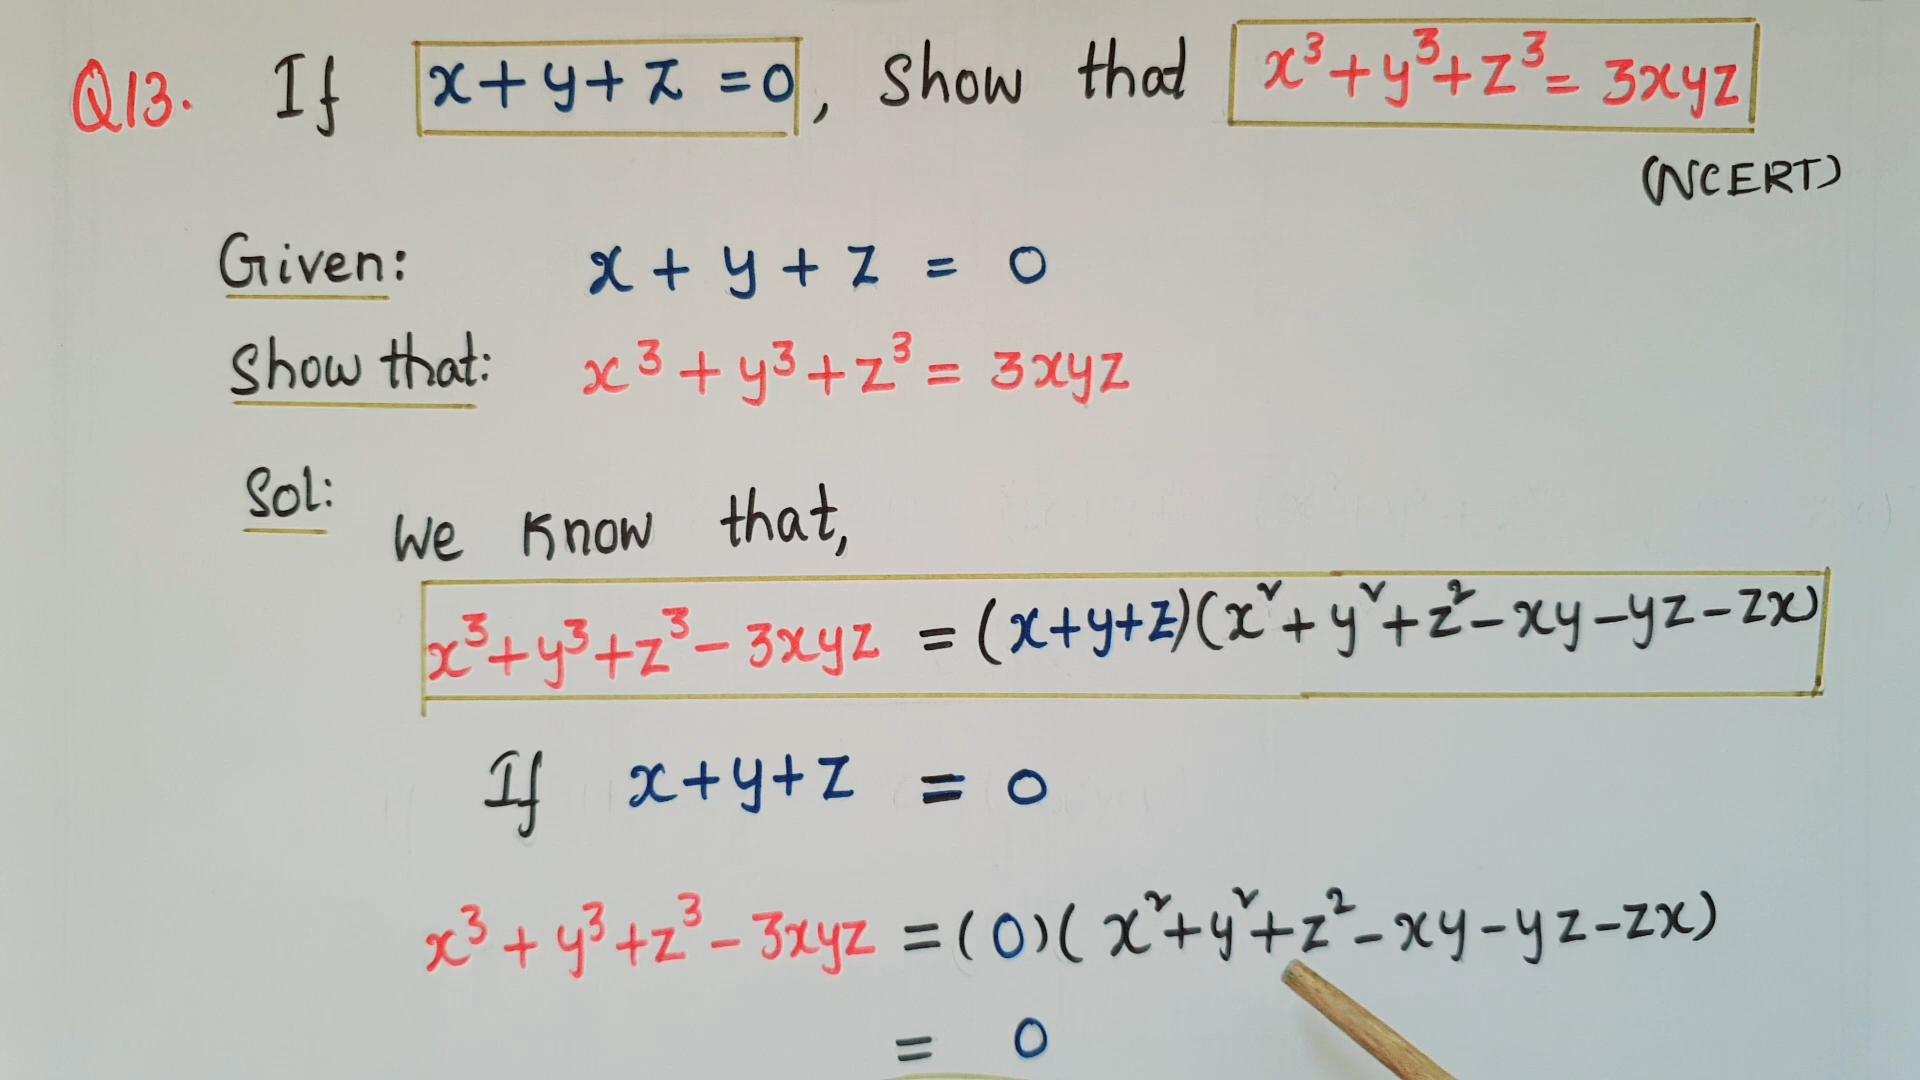 Q13. If x+y+z=0, show that x³+y³+z³=3xyz
(NCERT)
Given: x+y+z = 0
Show that: x³+y³+z³ = 3xyz
Sol:
We know that,
x³+y³+z³-3xyz = (x+y+z)(x²+y²+z²-xy-yz-zx)
If x+y+z = 0
x³+y³+z³-3xyz = (0)(x²+y²+z²-xy-yz-zx)
= 0